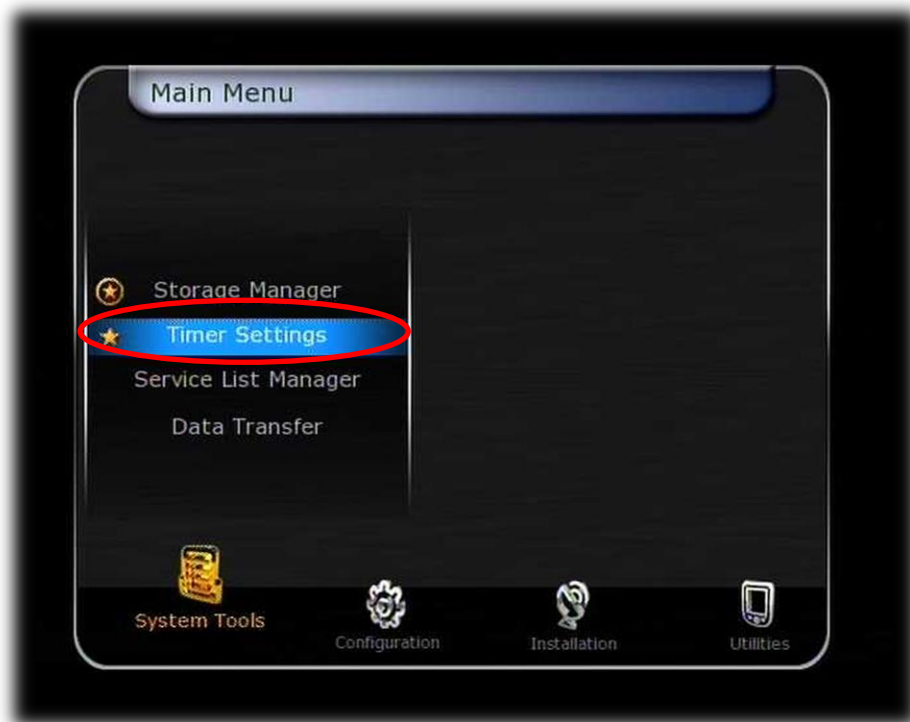 Main Menu
Storage Manager
Timer Settings
Service List Manager
Data Transfer
System Tools
Configuration
Installation
Utilities